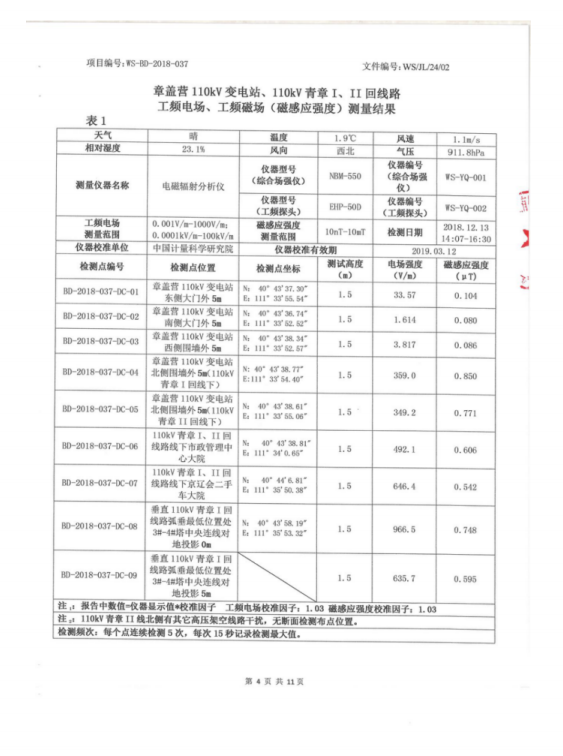 项目编号:WS-BD-2018-037
文件编号:WS/JL/24/02
章盖营 110kV 变电站、110kV 青章 I、II 回线路
工频电场、工频磁场（磁感应强度）测量结果
表 1
天气 晴 温度 1.9℃ 风速 1.1m/s
相对湿度 23.1% 风向 西北 气压 911.8hPa
测量仪器名称 电磁辐射分析仪 仪器型号（综合场强仪） NBM-550 仪器编号（综合场强仪） WS-YQ-001
仪器型号（工频探头） EHP-50D 仪器编号（工频探头） WS-YQ-002
工频电场测量范围 0.001V/m-1000V/m; 0.0001kV/m-100kV/m 磁感应强度测量范围 10nT-10mT 检测日期 2018.12.13 14:07-16:30
仪器校准单位 中国计量科学研究院 仪器校准有效期 2019.03.12
检测点编号 检测点位置 检测点坐标 测试高度（m） 电场强度（V/m） 磁感应强度（μT）
BD-2018-037-DC-01 章盖营 110kV 变电站东侧大门外 5m N: 40° 43′37.30″ E: 111° 33′55.54″ 1.5 33.57 0.104
BD-2018-037-DC-02 章盖营 110kV 变电站南侧大门外 5m N: 40° 43′36.74″ E: 111° 33′52.52″ 1.5 1.614 0.080
BD-2018-037-DC-03 章盖营 110kV 变电站西侧围墙外 5m N: 40° 43′38.34″ E: 111° 33′52.57″ 1.5 3.817 0.086
BD-2018-037-DC-04 章盖营 110kV 变电站北侧围墙外 5m(110kV 青章 I 回线下) N: 40° 43′38.77″ E:111° 33′54.40″ 1.5 359.0 0.850
BD-2018-037-DC-05 章盖营 110kV 变电站北侧围墙外 5m(110kV 青章 II 回线下) N: 40° 43′38.61″ E: 111° 33′55.06″ 1.5 349.2 0.771
BD-2018-037-DC-06 110kV 青章 I、II 回线路线下市政管理中心大院 N: 40° 43′38.81″ E: 111° 34′0.65″ 1.5 492.1 0.606
BD-2018-037-DC-07 110kV 青章 I、II 回线路线下京辽会二手车大院 N: 40° 44′6.81″ E: 111° 35′50.38″ 1.5 646.4 0.542
BD-2018-037-DC-08 垂直 110kV 青章 I 回线路弧垂最低位置处 3#-4#塔中央连线对地投影 0m N: 40° 43′58.19″ E: 111° 35′53.32″ 1.5 966.5 0.748
BD-2018-037-DC-09 垂直 110kV 青章 I 回线路弧垂最低位置处 3#-4#塔中央连线对地投影 5m 1.5 635.7 0.595
注 1：报告中数值=仪器显示值*校准因子 工频电场校准因子：1.03 磁感应强度校准因子：1.03
注 2：110kV 青章 II 线北侧有其它高压架空线路干扰，无断面检测布点位置。
检测频次：每个点连续检测 5 次，每次 15 秒记录检测最大值。
第 4 页 共 11 页